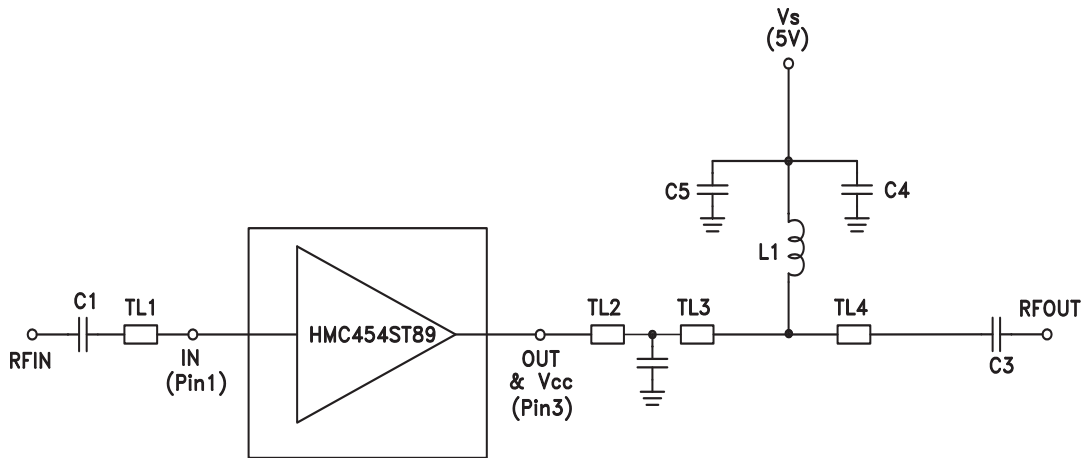 Vs
(5V)
C5
C4
L1
C1
TL1
TL2
TL3
TL4
RFOUT
HMC454ST89
RFIN
IN
(Pin1)
OUT
& Vcc
(Pin3)
C3